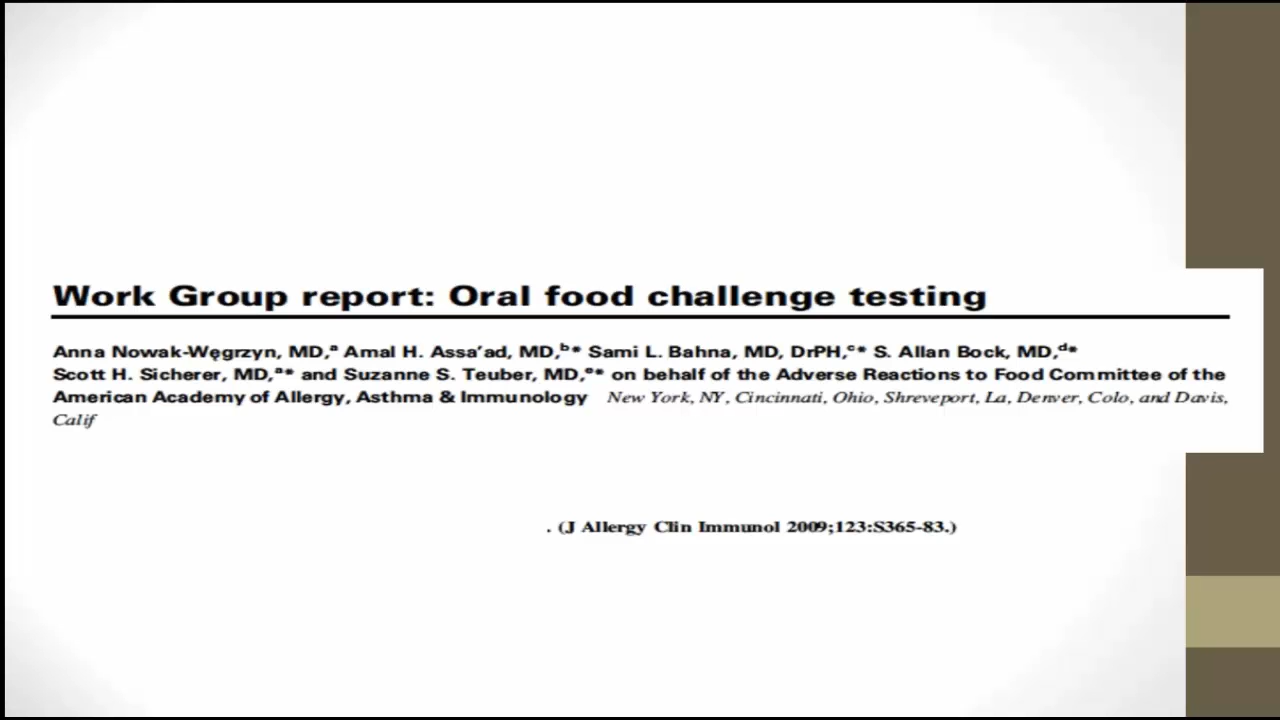 Work Group report: Oral food challenge testing
Anna Nowak-Węgrzyn, MD,ᵃ Amal H. Assa'ad, MD,ᵇ* Sami L. Bahna, MD, DrPH,ᶜ* S. Allan Bock, MD,ᵈ*
Scott H. Sicherer, MD,ᵃ* and Suzanne S. Teuber, MD,ᵉ* on behalf of the Adverse Reactions to Food Committee of the
American Academy of Allergy, Asthma & Immunology New York, NY, Cincinnati, Ohio, Shreveport, La, Denver, Colo, and Davis,
Calif
. (J Allergy Clin Immunol 2009;123:S365-83.)